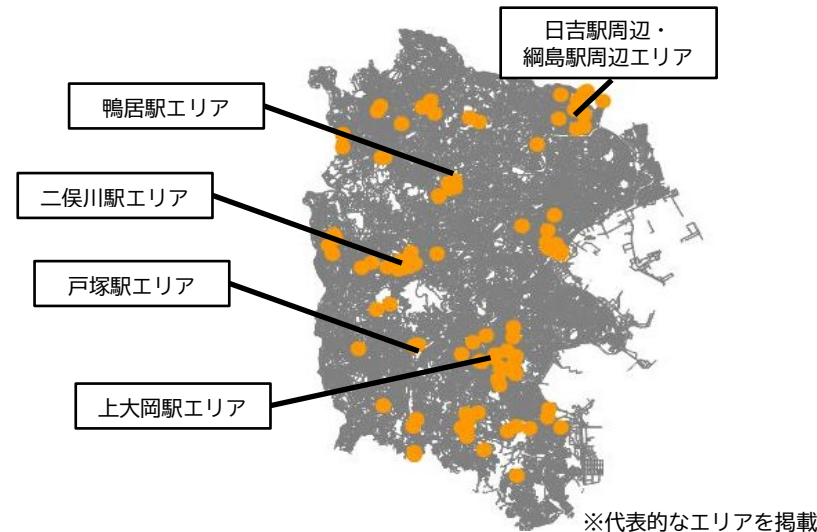 日吉駅周辺・
綱島駅周辺エリア
鴨居駅エリア
二俣川駅エリア
戸塚駅エリア
上大岡駅エリア
※代表的なエリアを掲載